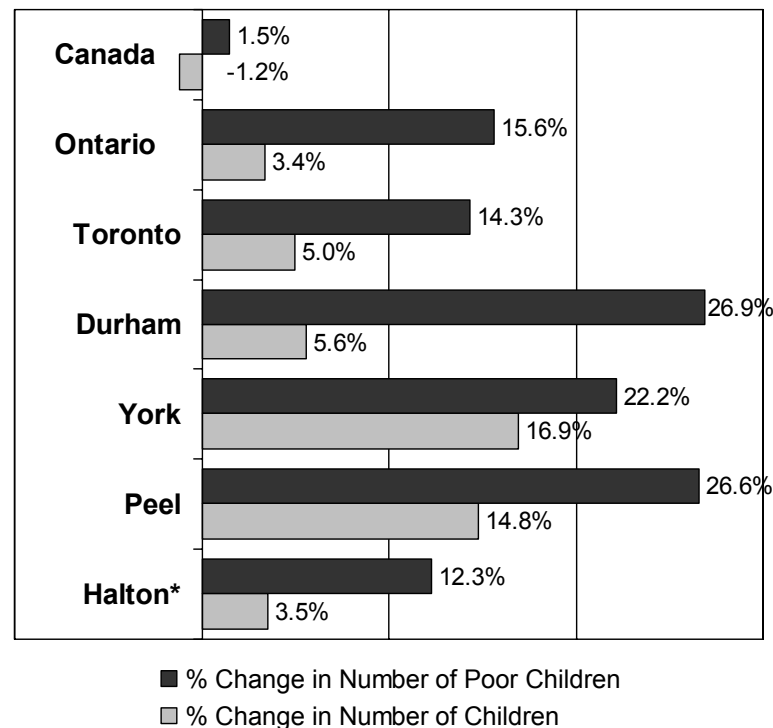 Canada
1.5%
-1.2%
Ontario
15.6%
3.4%
Toronto
14.3%
5.0%
Durham
26.9%
5.6%
York
22.2%
16.9%
Peel
26.6%
14.8%
Halton*
12.3%
3.5%
% Change in Number of Poor Children
% Change in Number of Children